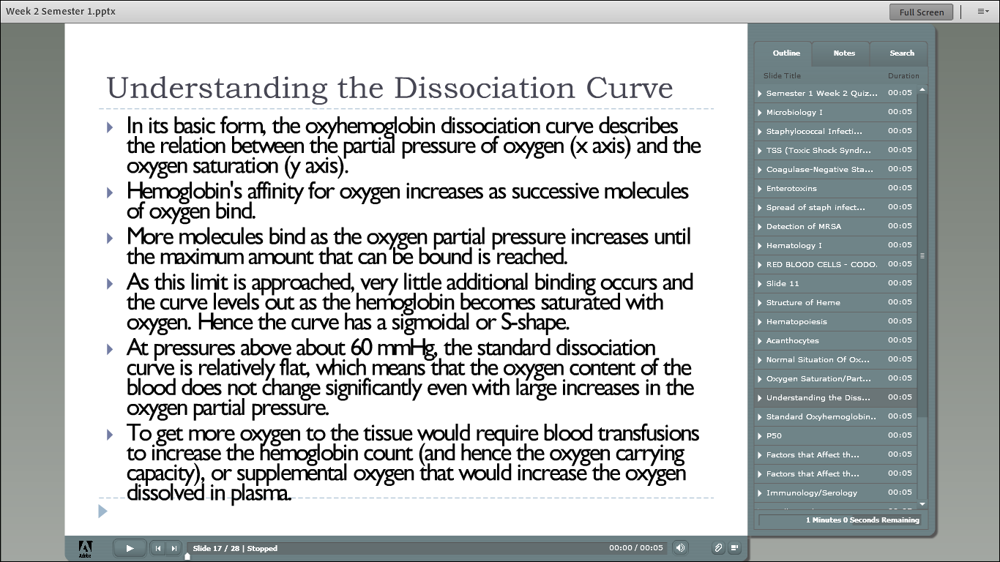 Week 2 Semester 1.pptx
Full Screen
Understanding the Dissociation Curve
In its basic form, the oxyhemoglobin dissociation curve describes
the relation between the partial pressure of oxygen (x axis) and the
oxygen saturation (y axis).
Hemoglobin's affinity for oxygen increases as successive molecules
of oxygen bind.
More molecules bind as the oxygen partial pressure increases until
the maximum amount that can be bound is reached.
As this limit is approached, very little additional binding occurs and
the curve levels out as the hemoglobin becomes saturated with
oxygen. Hence the curve has a sigmoidal or S-shape.
At pressures above about 60 mmHg, the standard dissociation
curve is relatively flat, which means that the oxygen content of the
blood does not change significantly even with large increases in the
oxygen partial pressure.
To get more oxygen to the tissue would require blood transfusions
to increase the hemoglobin count (and hence the oxygen carrying
capacity), or supplemental oxygen that would increase the oxygen
dissolved in plasma.
Outline Notes Search
Slide Title Duration
Semester 1 Week 2 Quiz... 00:05
Microbiology I 00:05
Staphylococcal Infecti... 00:05
TSS (Toxic Shock Syndr... 00:05
Coagulase-Negative Sta... 00:05
Enterotoxins 00:05
Spread of staph infect... 00:05
Detection of MRSA 00:05
Hematology I 00:05
RED BLOOD CELLS - CODO. 00:05
Slide 11 00:05
Structure of Heme 00:05
Hematopoiesis 00:05
Acanthocytes 00:05
Normal Situation Of Ox... 00:05
Oxygen Saturation/Part... 00:05
Understanding the Diss... 00:05
Standard Oxyhemoglobin.. 00:05
P50 00:05
Factors that Affect th... 00:05
Factors that Affect th... 00:05
Immunology/Serology 00:05
1 Minutes 0 Seconds Remaining
Adobe
Slide 17 / 28 | Stopped
00:00 / 00:05